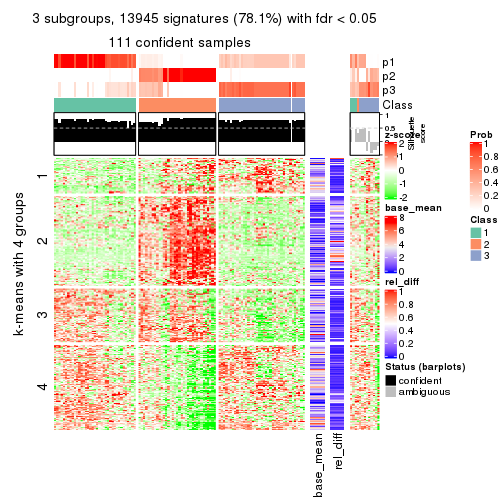 3 subgroups, 13945 signatures (78.1%) with fdr < 0.05
111 confident samples
p1
p2
p3
Class
1
0.5
0
Silhouette
score
z-score
2
1
0
-1
-2
base_mean
8
6
4
2
0
rel_diff
1
0.8
0.6
0.4
0.2
0
Status (barplots)
confident
ambiguous
Prob
1
0.8
0.6
0.4
0.2
0
Class
1
2
3
k-means with 4 groups
1
2
3
4
base_mean
rel_diff